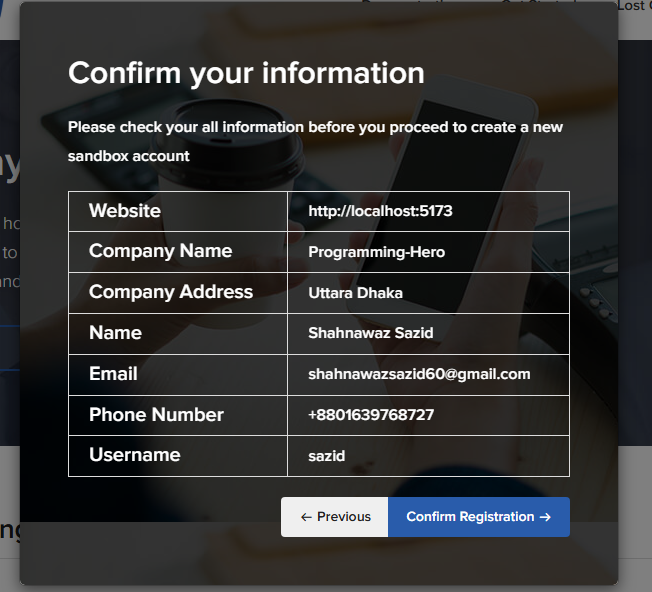 Lost
Confirm your information
Please check your all information before you proceed to create a new
sandbox account
Website http://localhost:5173
Company Name Programming-Hero
Company Address Uttara Dhaka
Name Shahnawaz Sazid
Email shahnawazsazid60@gmail.com
Phone Number +8801639768727
Username sazid
← Previous Confirm Registration →